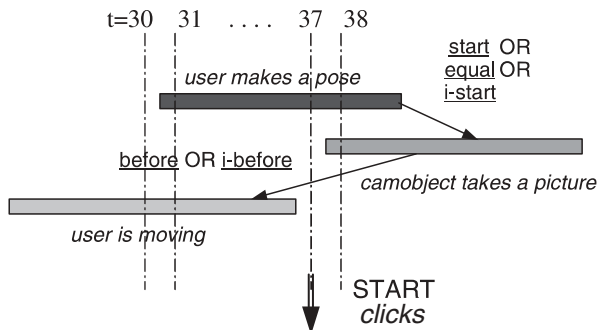 t=30 31 .... 37 38
start OR
equal OR
i-start
user makes a pose
before OR i-before
camobject takes a picture
user is moving
START
clicks